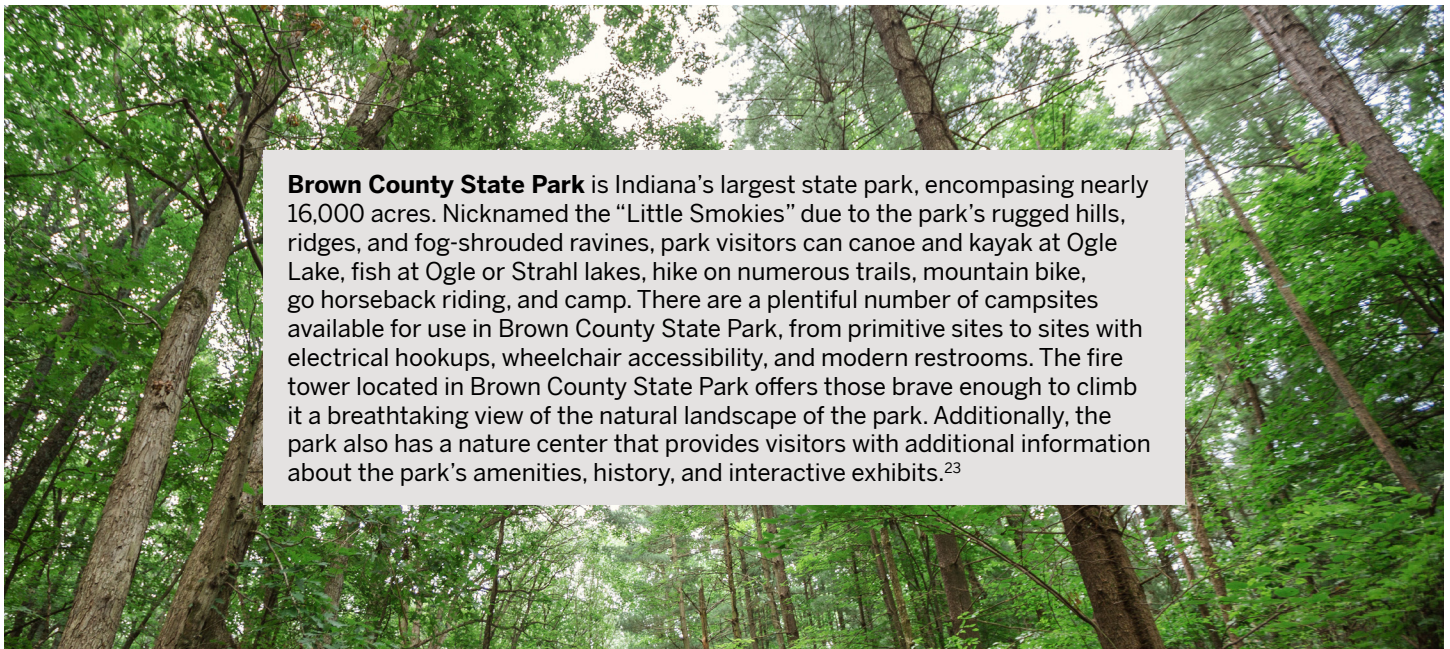 Brown County State Park is Indiana’s largest state park, encompasing nearly
16,000 acres. Nicknamed the “Little Smokies” due to the park’s rugged hills,
ridges, and fog-shrouded ravines, park visitors can canoe and kayak at Ogle
Lake, fish at Ogle or Strahl lakes, hike on numerous trails, mountain bike,
go horseback riding, and camp. There are a plentiful number of campsites
available for use in Brown County State Park, from primitive sites to sites with
electrical hookups, wheelchair accessibility, and modern restrooms. The fire
tower located in Brown County State Park offers those brave enough to climb
it a breathtaking view of the natural landscape of the park. Additionally, the
park also has a nature center that provides visitors with additional information
about the park’s amenities, history, and interactive exhibits.²³